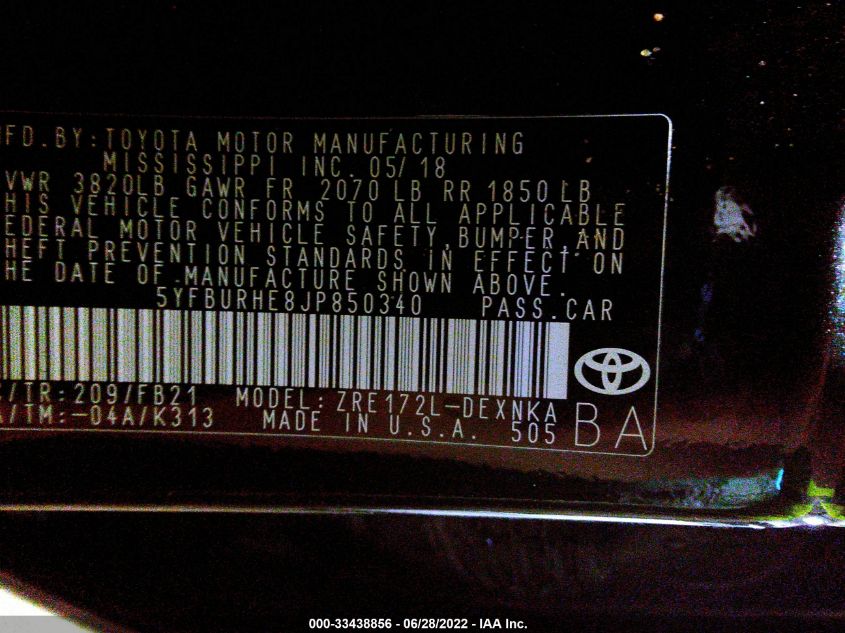 MFD.BY:TOYOTA MOTOR MANUFACTURING
MISSISSIPPI INC. 05/18
VWR 3820LB GAWR FR 2070 LB RR 1850 LB
HIS VEHICLE CONFORMS TO ALL APPLICABLE
EDERAL MOTOR VEHICLE SAFETY,BUMPER,AND
HEFT PREVENTION STANDARDS IN EFFECT ON
HE DATE OF MANUFACTURE SHOWN ABOVE.
5YFBURHE8JP850340 PASS.CAR
/TR:209/FB21 MODEL: ZRE172L-DEXNKA
A/TM:-04A/K313 MADE IN U.S.A. 505 BA
000-33438856 - 06/28/2022 - IAA Inc.